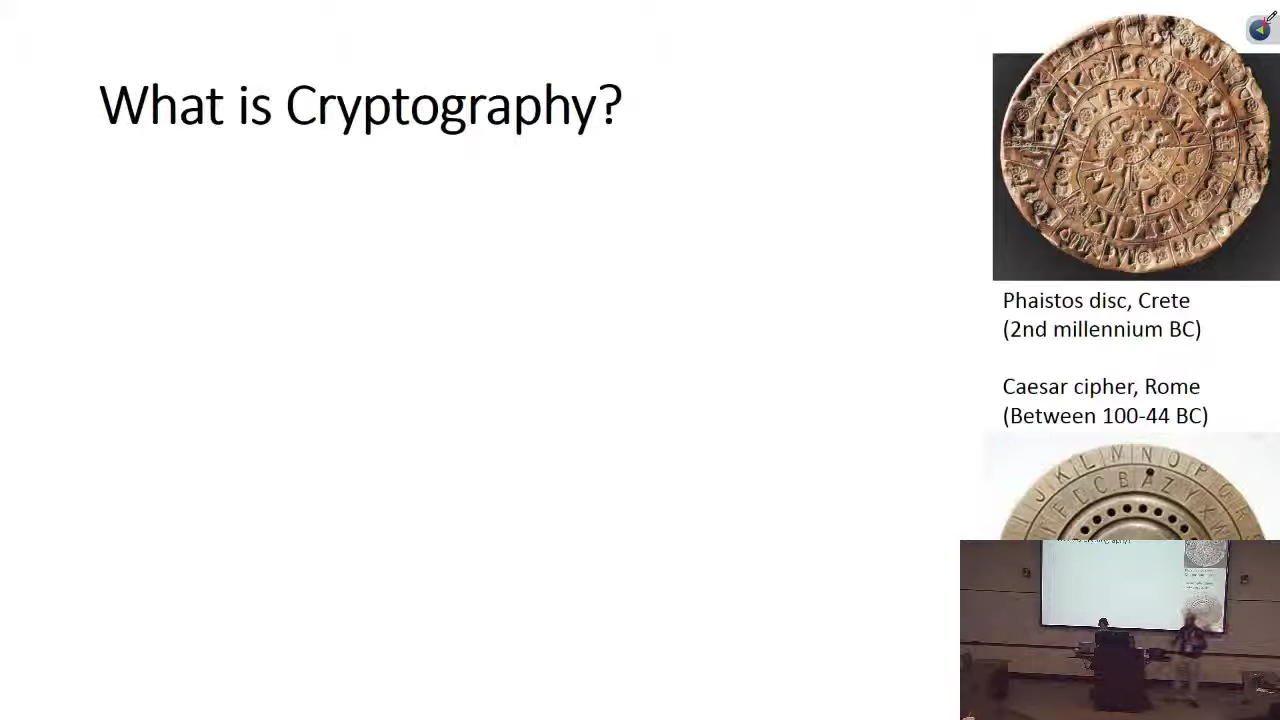 What is Cryptography?
Phaistos disc, Crete
(2nd millennium BC)
Caesar cipher, Rome
(Between 100-44 BC)
I J K L M N O P Q R
F E D C B A Z Y X W